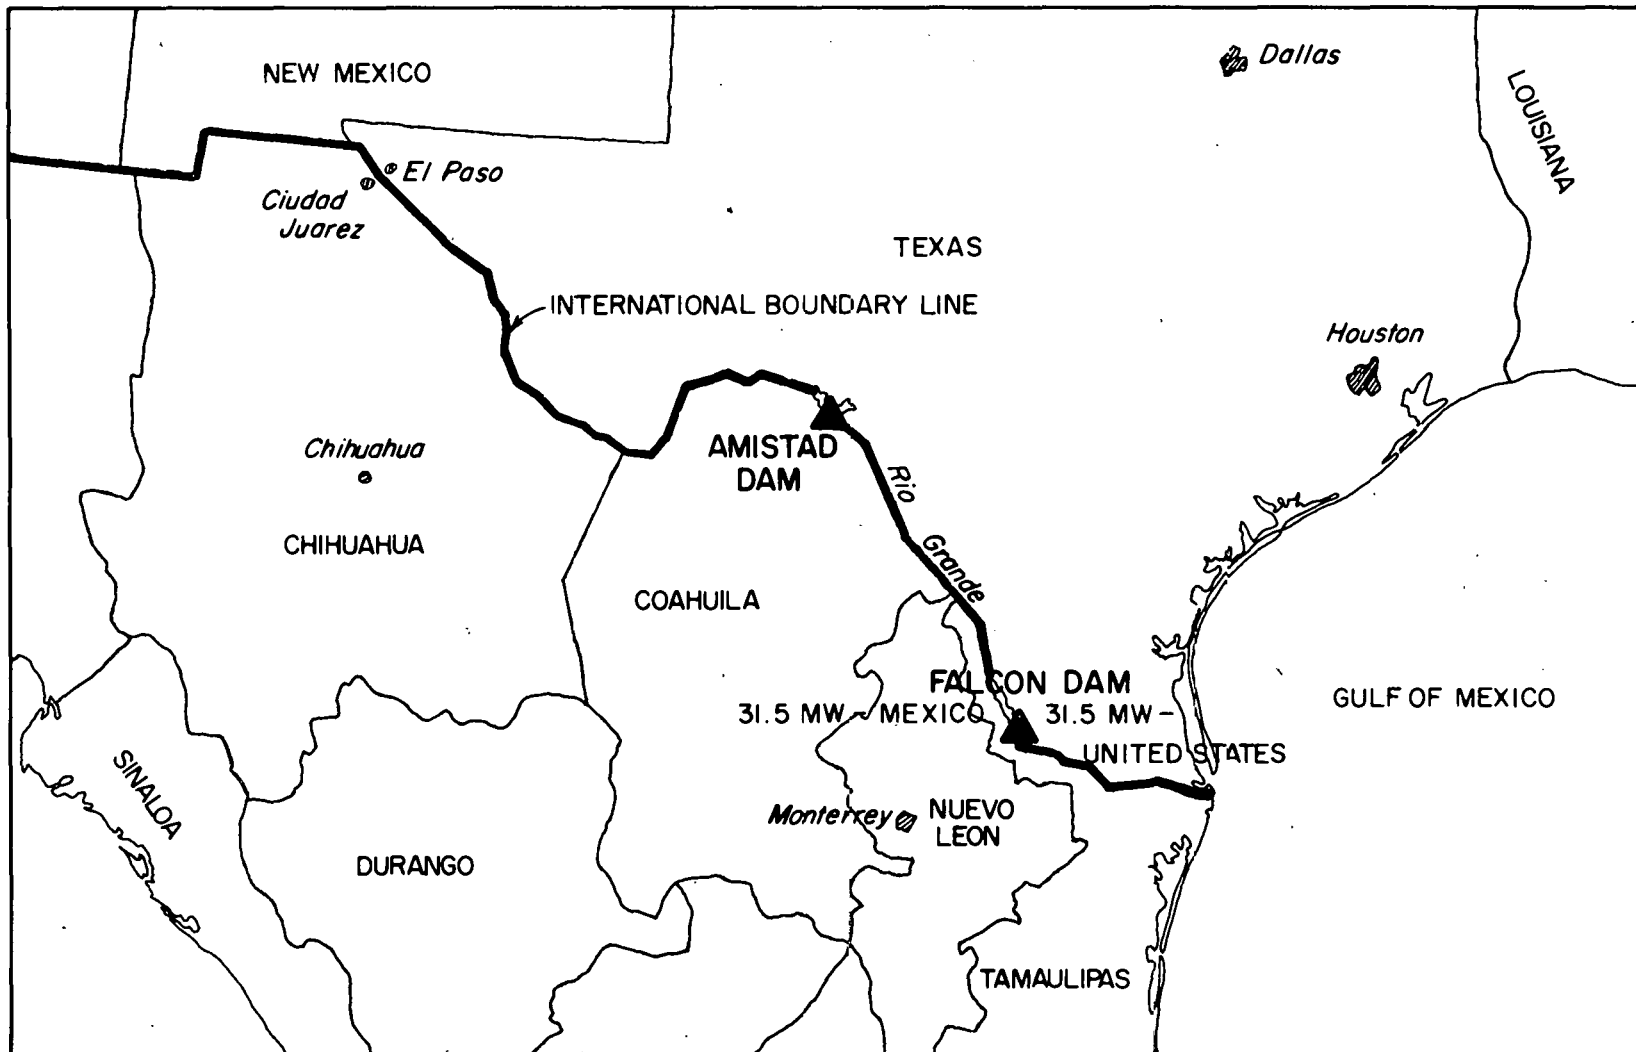 Dallas
NEW MEXICO
LOUISIANA
El Paso
Ciudad
Juarez
TEXAS
INTERNATIONAL BOUNDARY LINE
Houston
Chihuahua
AMISTAD
DAM
Rio
Grande
CHIHUAHUA
COAHUILA
FALCON DAM
31.5 MW - MEXICO
31.5 MW -
UNITED STATES
GULF OF MEXICO
SINALOA
Monterrey
NUEVO
LEON
DURANGO
TAMAULIPAS